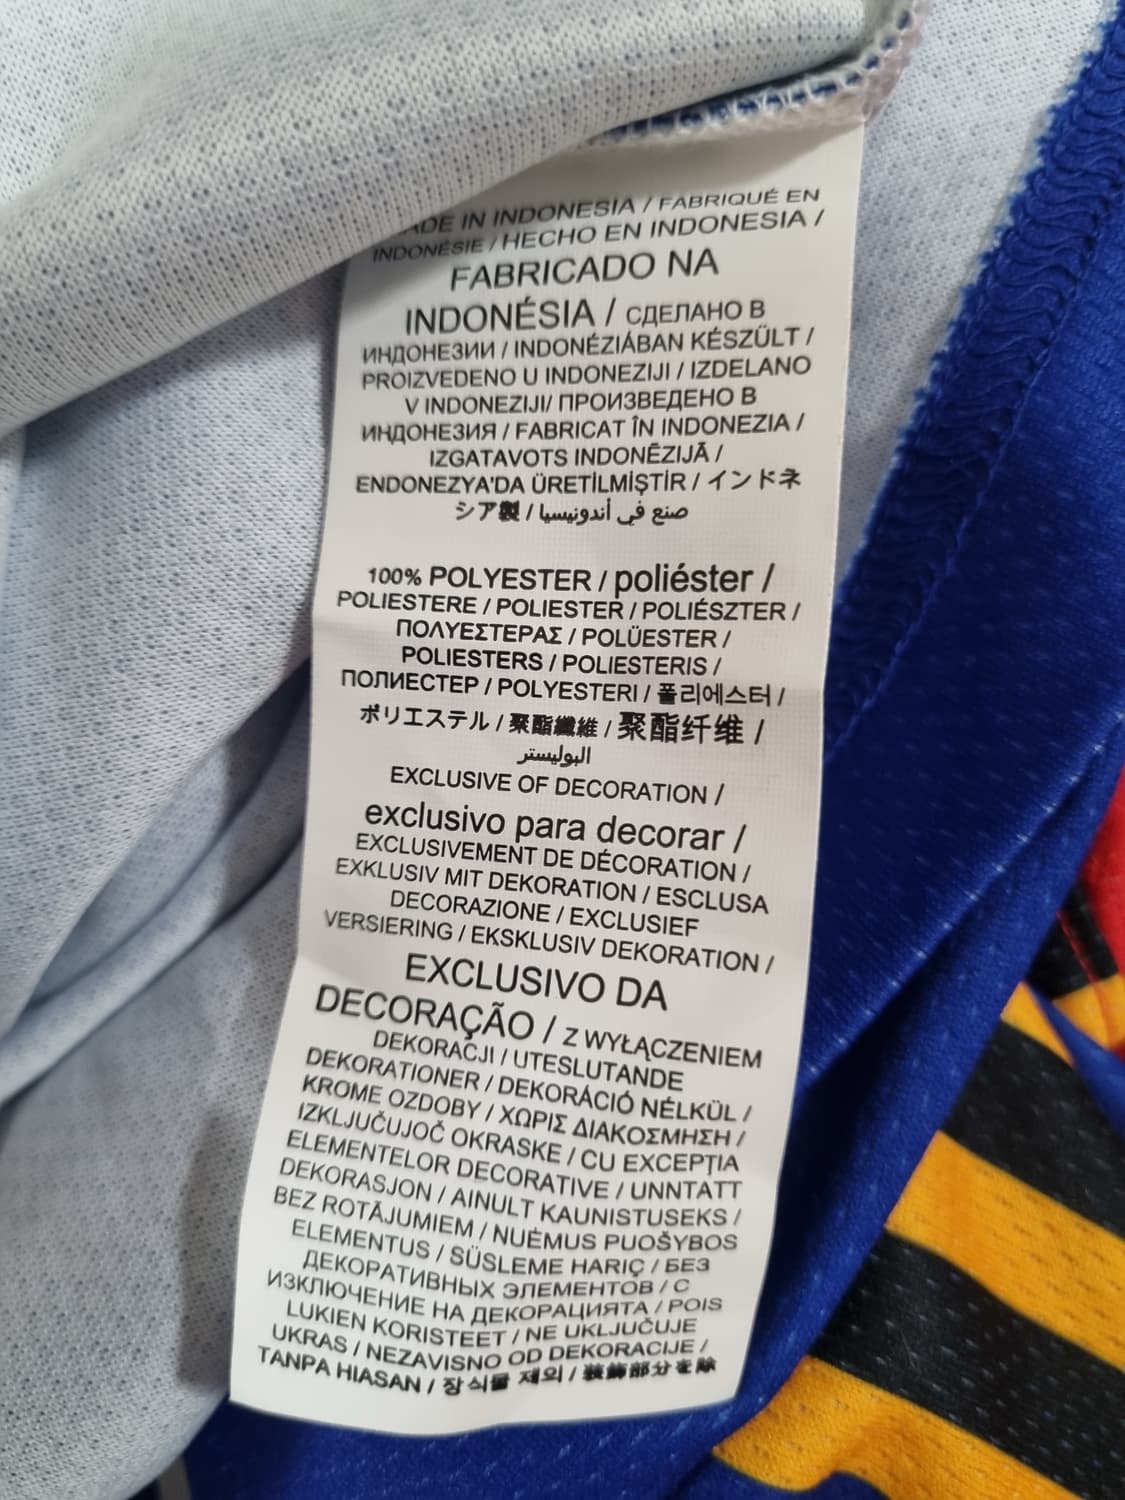 ADE IN INDONESIA / FABRIQUÉ EN
INDONÉSIE / HECHO EN INDONESIA /
FABRICADO NA
INDONÉSIA / СДЕЛАНО В
ИНДОНЕЗИИ / INDONÉZIÁBAN KÉSZÜLT /
PROIZVEDENO U INDONEZIJI / IZDELANO
V INDONEZIJI/ ПРОИЗВЕДЕНО В
ИНДОНЕЗИЯ / FABRICAT ÎN INDONEZIA /
IZGATAVOTS INDONĒZIJĀ /
ENDONEZYA'DA ÜRETİLMİŞTİR / インドネ
シア製 / صنع في أندونيسيا
100% POLYESTER / poliéster /
POLIESTERE / POLIESTER / POLIÉSZTER /
ΠΟΛΥΕΣΤΕΡΑΣ / POLÜESTER /
POLIESTERS / POLIESTERIS /
ПОЛИЕСТЕР / POLYESTERI / 폴리에스터 /
ポリエステル / 聚酯纖維 / 聚酯纤维 /
البوليستر
EXCLUSIVE OF DECORATION /
exclusivo para decorar /
EXCLUSIVEMENT DE DÉCORATION /
EXKLUSIV MIT DEKORATION / ESCLUSA
DECORAZIONE / EXCLUSIEF
VERSIERING / EKSKLUSIV DEKORATION /
EXCLUSIVO DA
DECORAÇÃO / Z WYŁĄCZENIEM
DEKORACJI / UTESLUTANDE
DEKORATIONER / DEKORÁCIÓ NÉLKÜL /
KROME OZDOBY / ΧΩΡΙΣ ΔΙΑΚΟΣΜΗΣΗ /
IZKLJUČUJOČ OKRASKE / CU EXCEPȚIA
ELEMENTELOR DECORATIVE / UNNTATT
DEKORASJON / AINULT KAUNISTUSEKS /
BEZ ROTĀJUMIEM / NUĖMUS PUOŠYBOS
ELEMENTUS / SÜSLEME HARIÇ / БЕЗ
ДЕКОРАТИВНЫХ ЭЛЕМЕНТОВ / С
ИЗКЛЮЧЕНИЕ НА ДЕКОРАЦИЯТА / POIS
LUKIEN KORISTEET / NE UKLJUČUJE
UKRAS / NEZAVISNO OD DEKORACIJE /
TANPA HIASAN / 장식물 제외 / 装飾部分を除